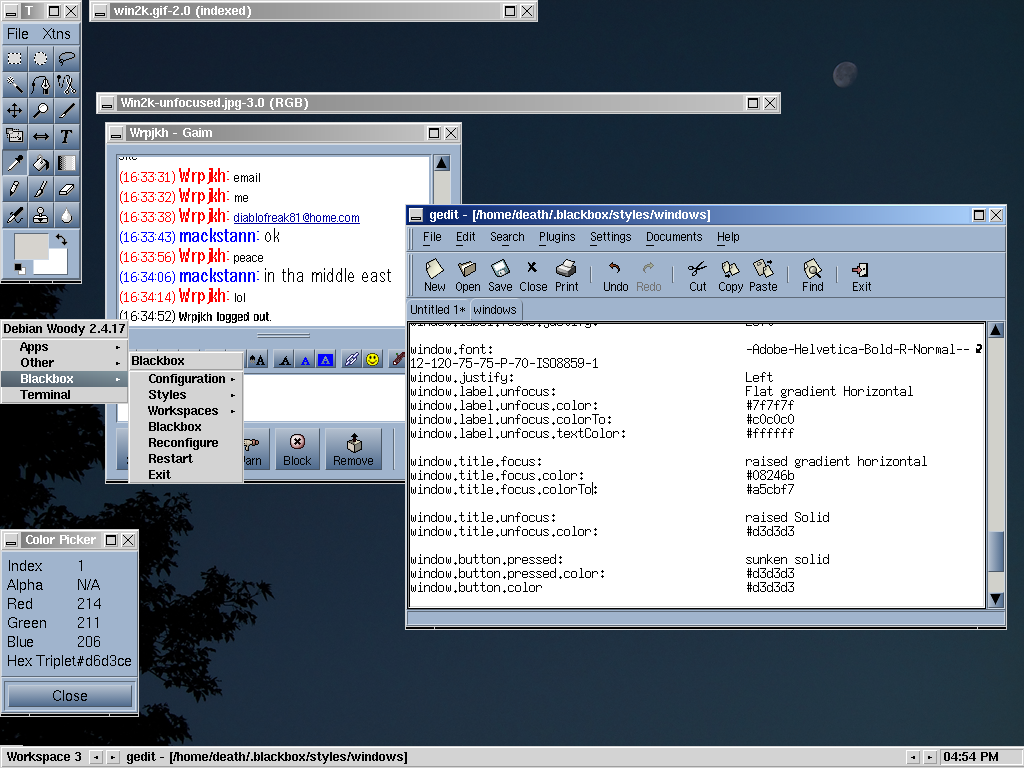 T
File Xtns
T
win2k.gif-2.0 (indexed)
Win2k-unfocused.jpg-3.0 (RGB)
Wrpjkh - Gaim
(16:33:31) Wrpjkh: email
(16:33:32) Wrpjkh: me
(16:33:38) Wrpjkh: diablofreak81@home.com
(16:33:43) mackstann: ok
(16:33:56) Wrpjkh: peace
(16:34:06) mackstann: in tha middle east
(16:34:14) Wrpjkh: lol
(16:34:52) Wrpjkh logged out.
A A A A
Block Remove
Debian Woody 2.4.17
Apps
Other
Blackbox
Terminal
Blackbox
Configuration
Styles
Workspaces
Blackbox
Reconfigure
Restart
Exit
gedit - [/home/death/.blackbox/styles/windows]
File Edit Search Plugins Settings Documents Help
New Open Save Close Print Undo Redo Cut Copy Paste Find Exit
Untitled 1* windows
window.label.focus.justify: Left
window.font: -Adobe-Helvetica-Bold-R-Normal--
12-120-75-75-P-70-ISO8859-1
window.justify: Left
window.label.unfocus: Flat gradient Horizontal
window.label.unfocus.color: #7f7f7f
window.label.unfocus.colorTo: #c0c0c0
window.label.unfocus.textColor: #ffffff
window.title.focus: raised gradient horizontal
window.title.focus.color: #08246b
window.title.focus.colorTo: #a5cbf7
window.title.unfocus: raised Solid
window.title.unfocus.color: #d3d3d3
window.button.pressed: sunken solid
window.button.pressed.color: #d3d3d3
window.button.color #d3d3d3
Color Picker
Index 1
Alpha N/A
Red 214
Green 211
Blue 206
Hex Triplet#d6d3ce
Close
Workspace 3 gedit - [/home/death/.blackbox/styles/windows] 04:54 PM